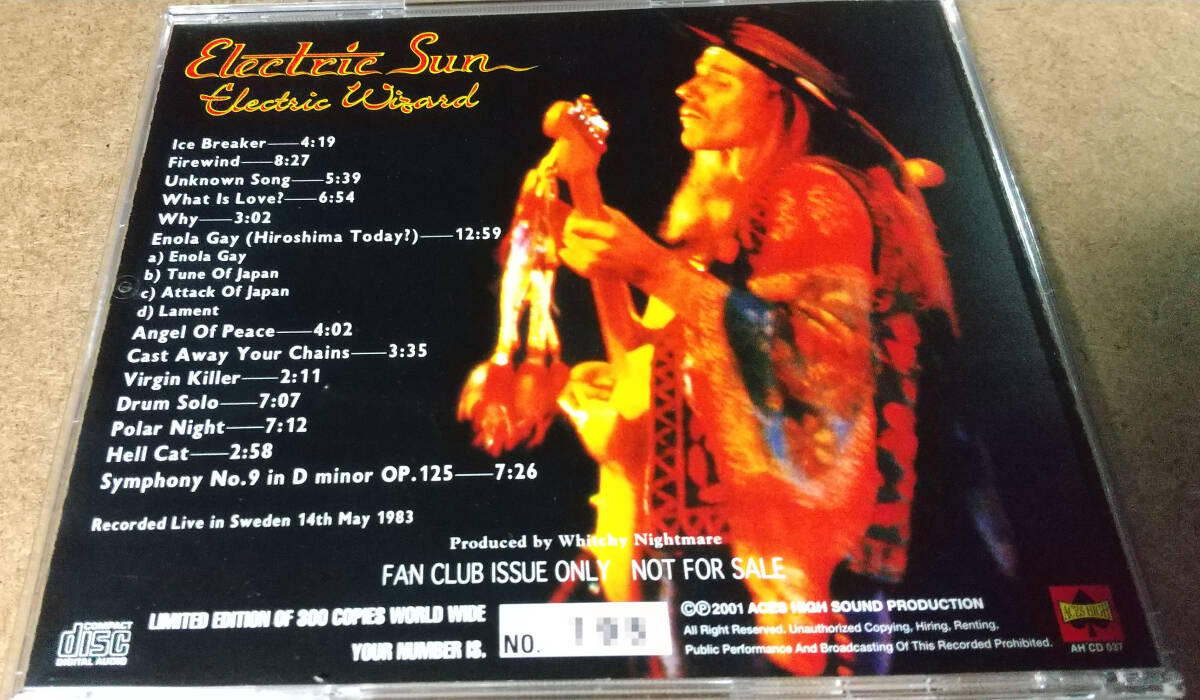 Electric Sun
Electric Wizard
Ice Breaker——4:19
Firewind——8:27
Unknown Song——5:39
What Is Love?——6:54
Why——3:02
Enola Gay (Hiroshima Today?)——12:59
a) Enola Gay
b) Tune Of Japan
c) Attack Of Japan
d) Lament
Angel Of Peace——4:02
Cast Away Your Chains——3:35
Virgin Killer——2:11
Drum Solo——7:07
Polar Night——7:12
Hell Cat——2:58
Symphony No.9 in D minor OP.125——7:26
Recorded Live in Sweden 14th May 1983
Produced by Whitchy Nightmare
FAN CLUB ISSUE ONLY NOT FOR SALE
COMPACT
disc
DIGITAL AUDIO
LIMITED EDITION OF 300 COPIES WORLD WIDE
YOUR NUMBER IS.
NO.
©℗2001 ACES HIGH SOUND PRODUCTION
All Right Reserved. Unauthorized Copying, Hiring, Renting,
Public Performance And Broadcasting Of This Recorded Prohibited.
ACES HIGH
AH CD 037